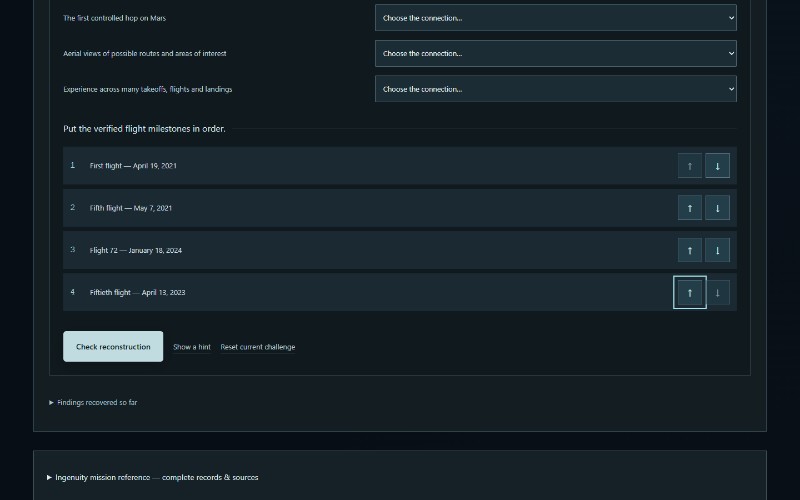 The first controlled hop on Mars
Choose the connection...
Aerial views of possible routes and areas of interest
Choose the connection...
Experience across many takeoffs, flights and landings
Choose the connection...
Put the verified flight milestones in order.
1 First flight — April 19, 2021 ↑ ↓
2 Fifth flight — May 7, 2021 ↑ ↓
3 Flight 72 — January 18, 2024 ↑ ↓
4 Fiftieth flight — April 13, 2023 ↑ ↓
Check reconstruction Show a hint Reset current challenge
▶ Findings recovered so far
▶ Ingenuity mission reference — complete records & sources